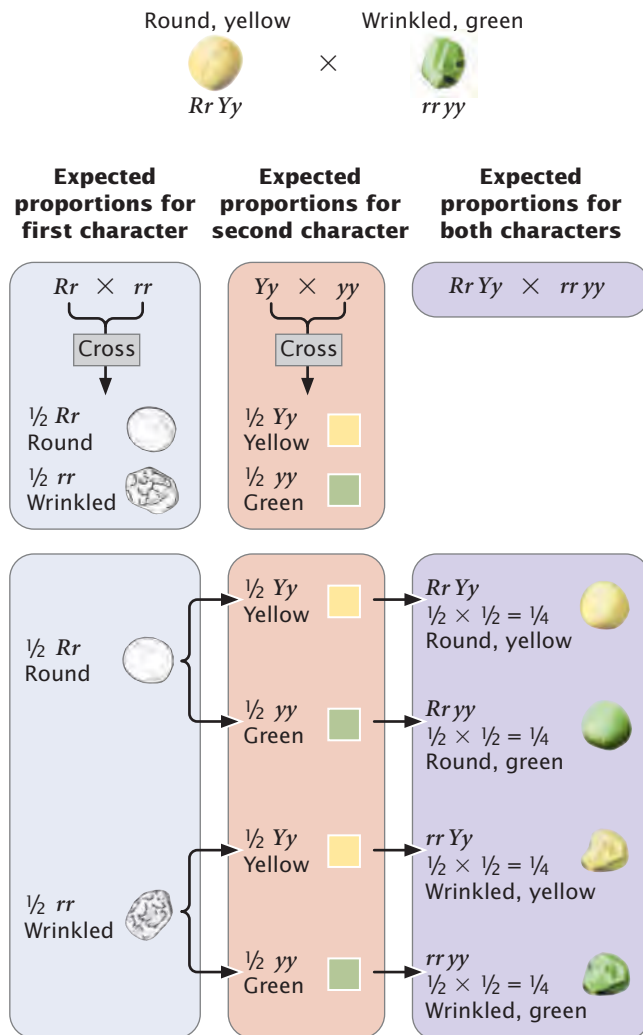 Round, yellow
Wrinkled, green
×
Rr Yy
rr yy
Expected proportions for first character
Expected proportions for second character
Expected proportions for both characters
Rr × rr
Cross
½ Rr
Round
½ rr
Wrinkled
Yy × yy
Cross
½ Yy
Yellow
½ yy
Green
Rr Yy × rr yy
½ Rr
Round
½ Yy
Yellow
Rr Yy
½ × ½ = ¼
Round, yellow
½ yy
Green
Rr yy
½ × ½ = ¼
Round, green
½ rr
Wrinkled
½ Yy
Yellow
rr Yy
½ × ½ = ¼
Wrinkled, yellow
½ yy
Green
rr yy
½ × ½ = ¼
Wrinkled, green